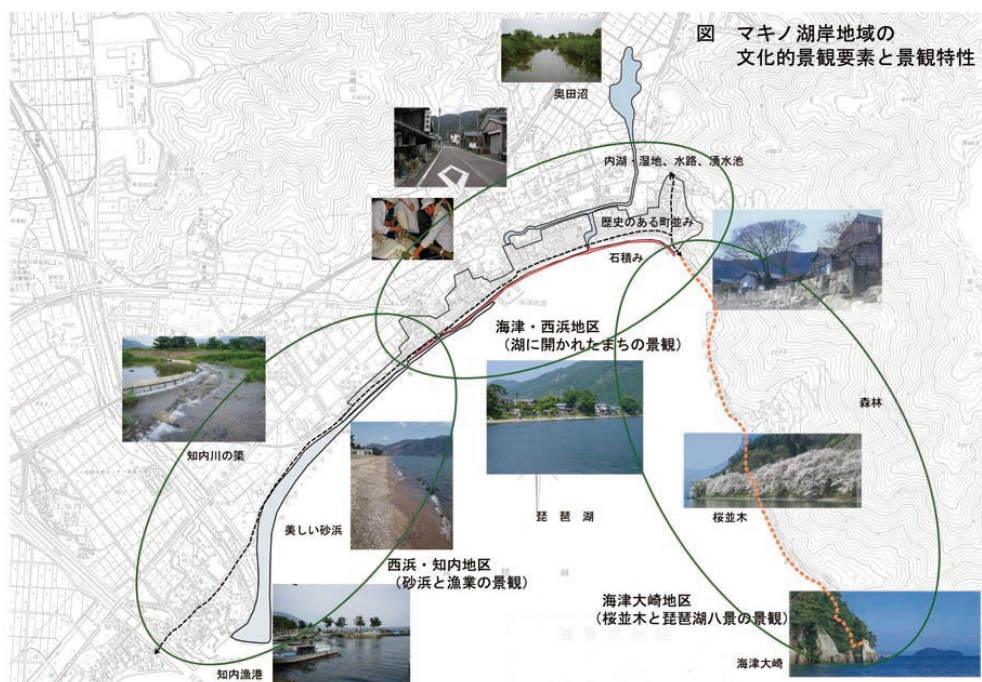 図 マキノ湖岸地域の
文化的景観要素と景観特性
奥田沼
内湖・湿地、水路、湧水池
歴史のある町並み
石積み
海津・西浜地区
（湖に開かれたまちの景観）
森林
知内川の簗
桜並木
琵琶湖
美しい砂浜
西浜・知内地区
（砂浜と漁業の景観）
海津大崎地区
（桜並木と琵琶湖八景の景観）
知内漁港
海津大崎